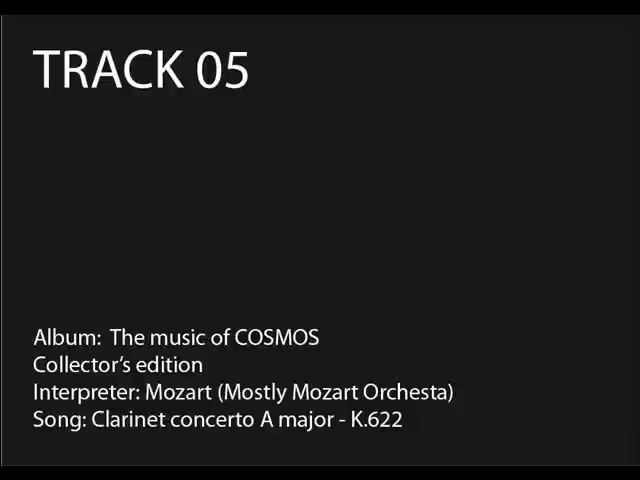 TRACK 05
Album:  The music of COSMOS
Collector's edition
Interpreter: Mozart (Mostly Mozart Orchesta)
Song: Clarinet concerto A major - K.622